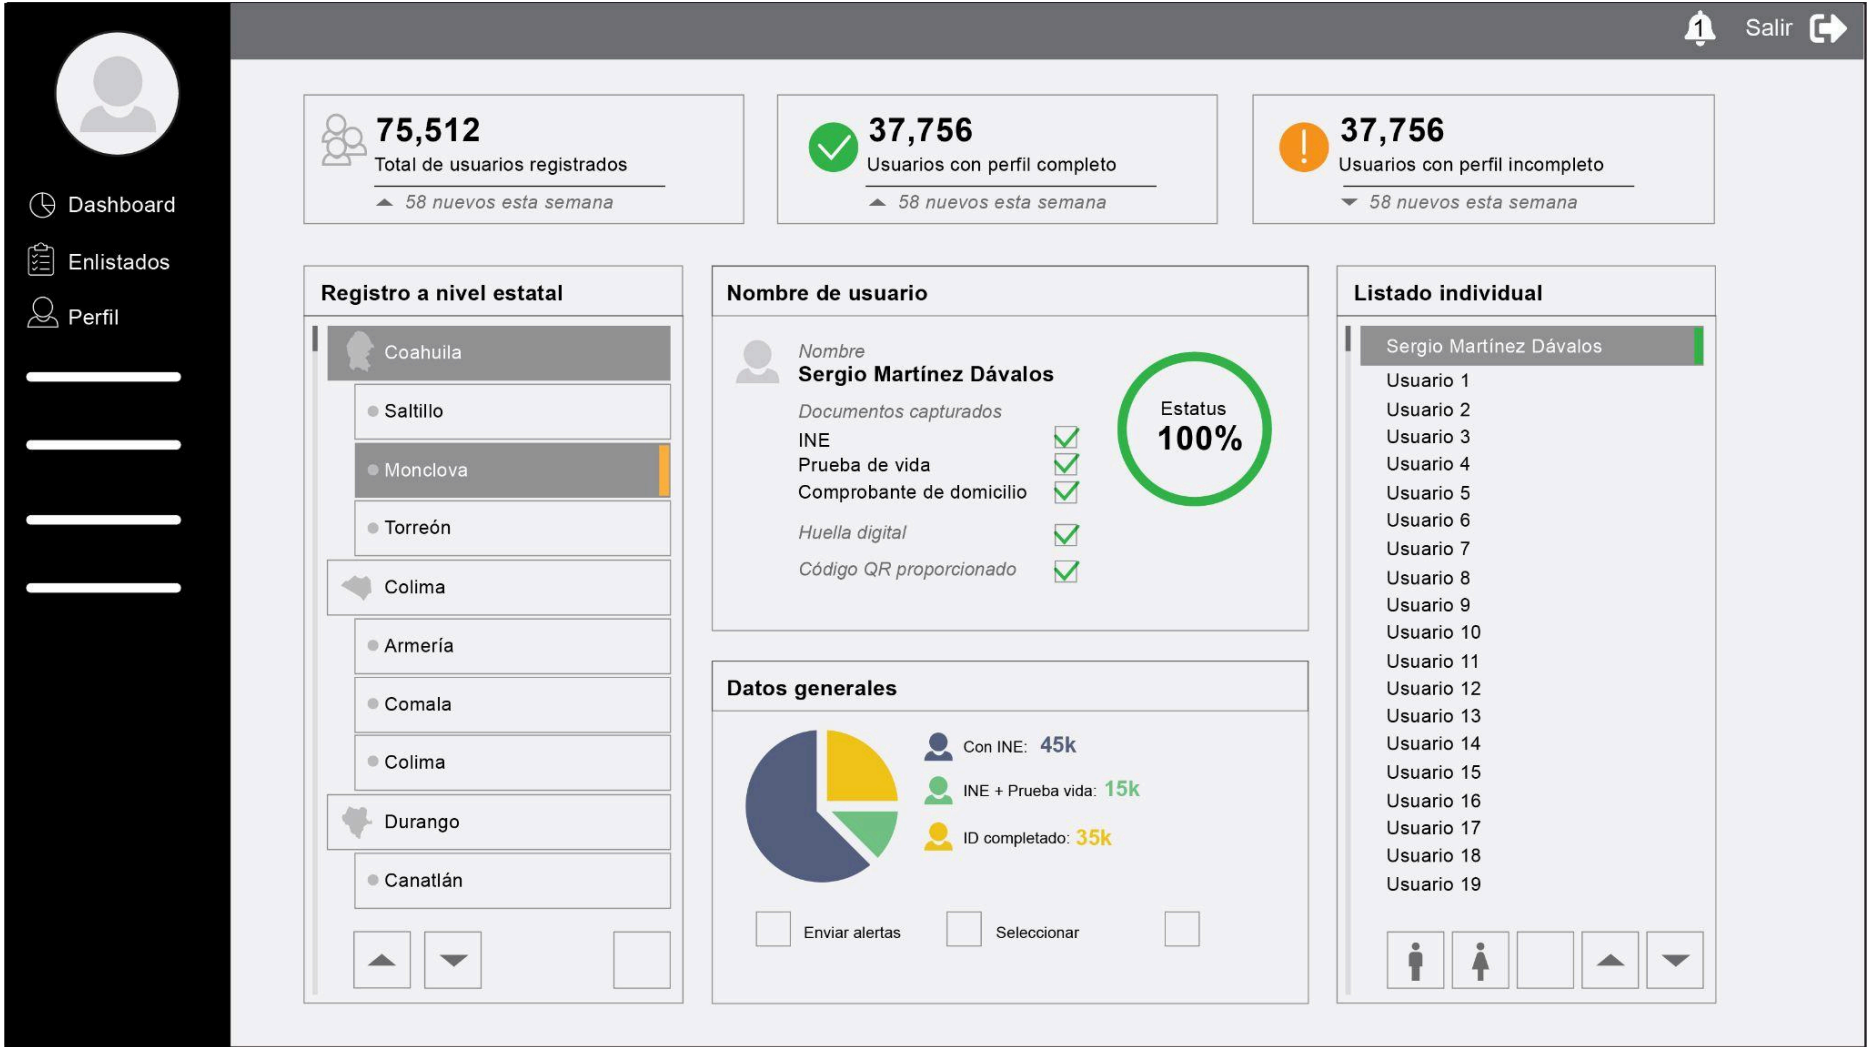 1
Salir
Dashboard
Enlistados
Perfil
75,512
Total de usuarios registrados
58 nuevos esta semana
37,756
Usuarios con perfil completo
58 nuevos esta semana
37,756
Usuarios con perfil incompleto
58 nuevos esta semana
Registro a nivel estatal
Coahuila
Saltillo
Monclova
Torreón
Colima
Armería
Comala
Colima
Durango
Canatlán
Nombre de usuario
Nombre
Sergio Martínez Dávalos
Documentos capturados
INE
Prueba de vida
Comprobante de domicilio
Huella digital
Código QR proporcionado
Estatus
100%
Datos generales
Con INE: 45k
INE + Prueba vida: 15k
ID completado: 35k
Enviar alertas
Seleccionar
Listado individual
Sergio Martínez Dávalos
Usuario 1
Usuario 2
Usuario 3
Usuario 4
Usuario 5
Usuario 6
Usuario 7
Usuario 8
Usuario 9
Usuario 10
Usuario 11
Usuario 12
Usuario 13
Usuario 14
Usuario 15
Usuario 16
Usuario 17
Usuario 18
Usuario 19